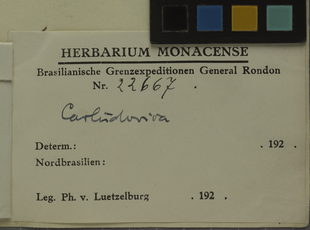 HERBARIUM MONACENSE
Brasilianische Grenzexpeditionen General Rondon
Nr. 22667 .
Carludovica
Determ.: . 192 .
Nordbrasilien:
Leg. Ph. v. Luetzelburg . 192 .